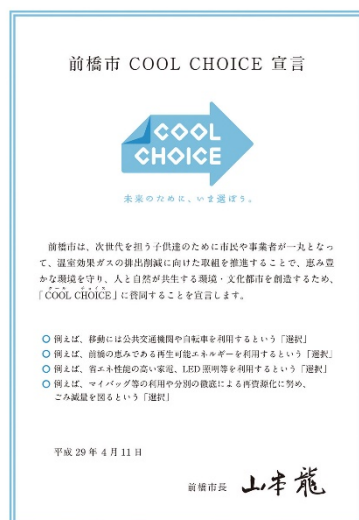 前橋市 COOL CHOICE 宣言
COOL
CHOICE
未来のために、いま選ぼう。
前橋市は、次世代を担う子供達のために市民や事業者が一丸となっ
て、温室効果ガスの排出削減に向けた取組を推進することで、恵み豊
かな環境を守り、人と自然が共生する環境・文化都市を創造するため、
クール チョイス
「COOL CHOICE」に賛同することを宣言します。
例えば、移動には公共交通機関や自転車を利用するという「選択」
例えば、前橋の恵みである再生可能エネルギーを利用するという「選択」
例えば、省エネ性能の高い家電、LED 照明等を利用するという「選択」
例えば、マイバッグ等の利用や分別の徹底による再資源化に努め、
ごみ減量を図るという「選択」
平成 29 年 4 月 11 日
前橋市長 山本龍